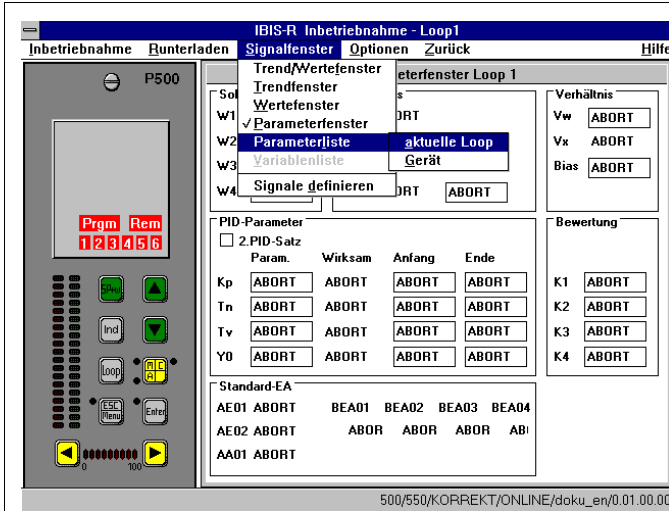 IBIS-R Inbetriebnahme - Loop1
Inbetriebnahme Runterladen Signalfenster Optionen Zurück Hilfe
P500
Trend/Wertefenster
Trendfenster
Wertefenster
✓ Parameterfenster
Parameterliste
Variablenliste
Signale definieren
aktuelle Loop
Gerät
eterfenster Loop 1
Sol
W1
W2
W3
W4 ABORT
Verhältnis
Vw ABORT
Vx ABORT
Bias ABORT
Prgm Rem
1 2 3 4 5 6
Ind
Loop
M C
A
ESC
Menu
Enter
0 100
PID-Parameter
2.PID-Satz
Param. Wirksam Anfang Ende
Kp ABORT ABORT ABORT ABORT
Tn ABORT ABORT ABORT ABORT
Tv ABORT ABORT ABORT ABORT
Y0 ABORT ABORT ABORT ABORT
Bewertung
K1 ABORT
K2 ABORT
K3 ABORT
K4 ABORT
Standard-EA
AE01 ABORT BEA01 BEA02 BEA03 BEA04
AE02 ABORT ABOR ABOR ABOR AB
AA01 ABORT
500/550/KORREKT/ONLINE/doku_en/0.01.00.00